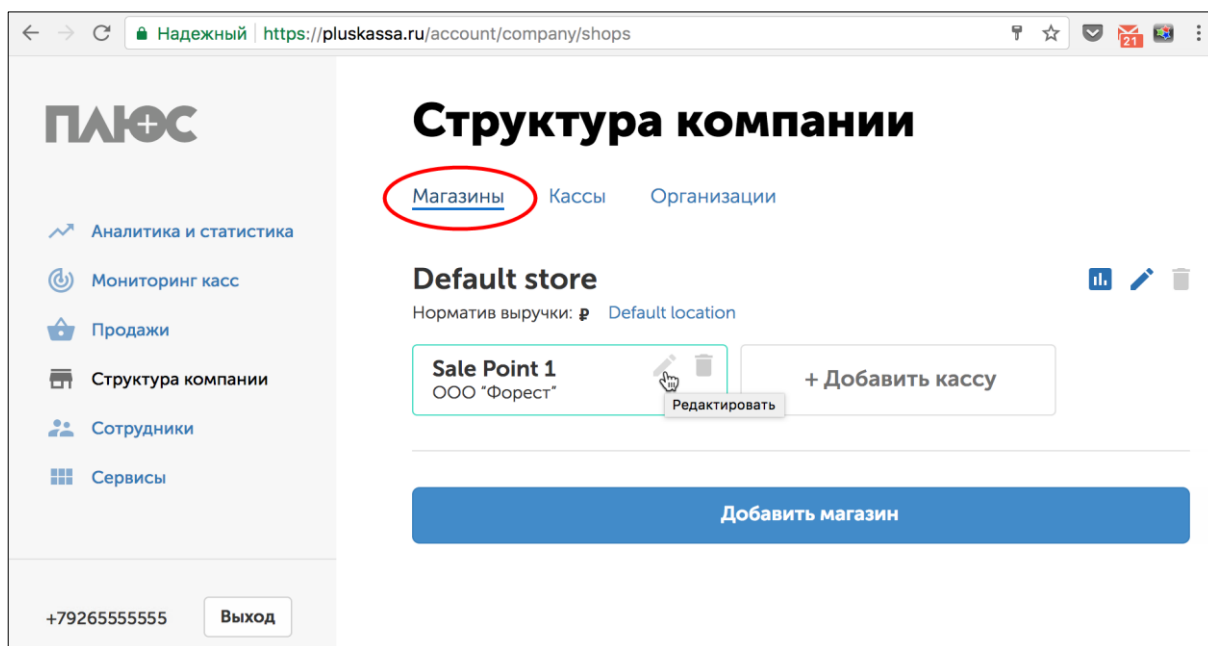 Надежный https://pluskassa.ru/account/company/shops
21
ПЛЮС
Структура компании
Магазины Кассы Организации
Аналитика и статистика
Мониторинг касс
Продажи
Структура компании
Сотрудники
Сервисы
Default store
Норматив выручки: ₽ Default location
Sale Point 1
ООО "Форест"
Редактировать
+ Добавить кассу
Добавить магазин
+79265555555 Выход